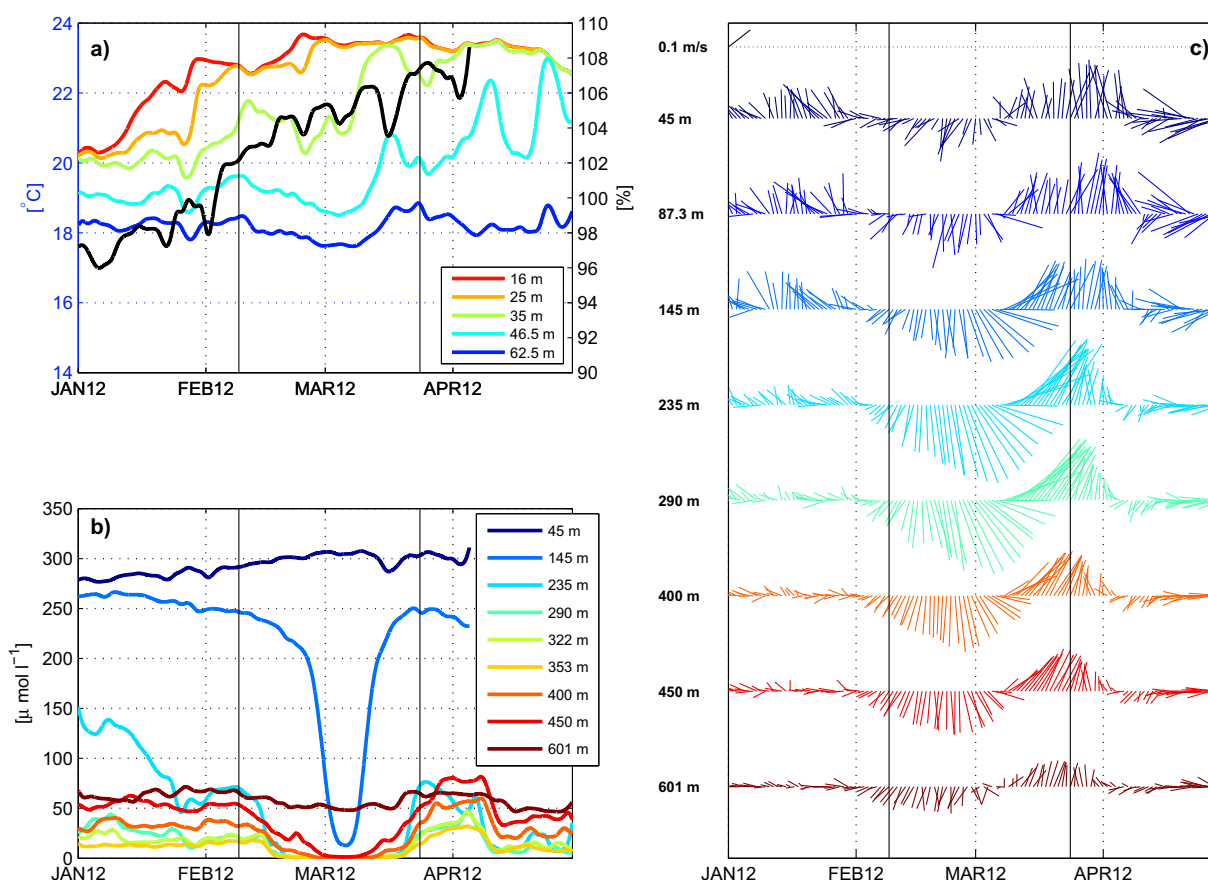 a)
24
22
20
18
16
14
[°C]
110
108
106
104
102
100
98
96
94
92
90
[%]
16 m
25 m
35 m
46.5 m
62.5 m
JAN12 FEB12 MAR12 APR12
b)
350
300
250
200
150
100
50
0
[μ mol l⁻¹]
45 m
145 m
235 m
290 m
322 m
353 m
400 m
450 m
601 m
JAN12 FEB12 MAR12 APR12
c)
0.1 m/s
45 m
87.3 m
145 m
235 m
290 m
400 m
450 m
601 m
JAN12 FEB12 MAR12 APR12